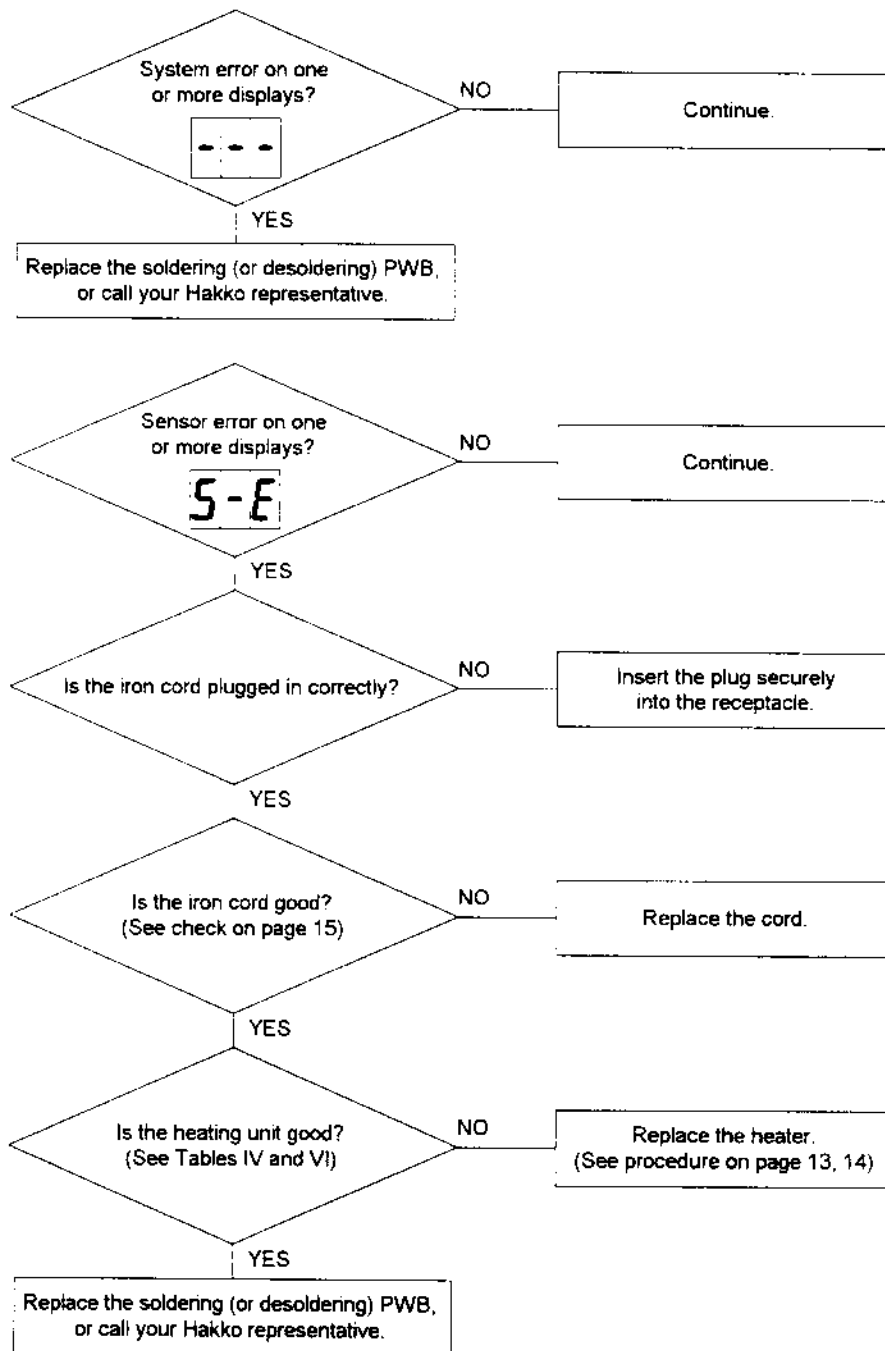 System error on one
or more displays?
NO
Continue.
- - -
YES
Replace the soldering (or desoldering) PWB,
or call your Hakko representative.
Sensor error on one
or more displays?
NO
Continue.
S-E
YES
Is the iron cord plugged in correctly?
NO
Insert the plug securely
into the receptacle.
YES
Is the iron cord good?
(See check on page 15)
NO
Replace the cord.
YES
Is the heating unit good?
(See Tables IV and VI)
NO
Replace the heater.
(See procedure on page 13, 14)
YES
Replace the soldering (or desoldering) PWB,
or call your Hakko representative.